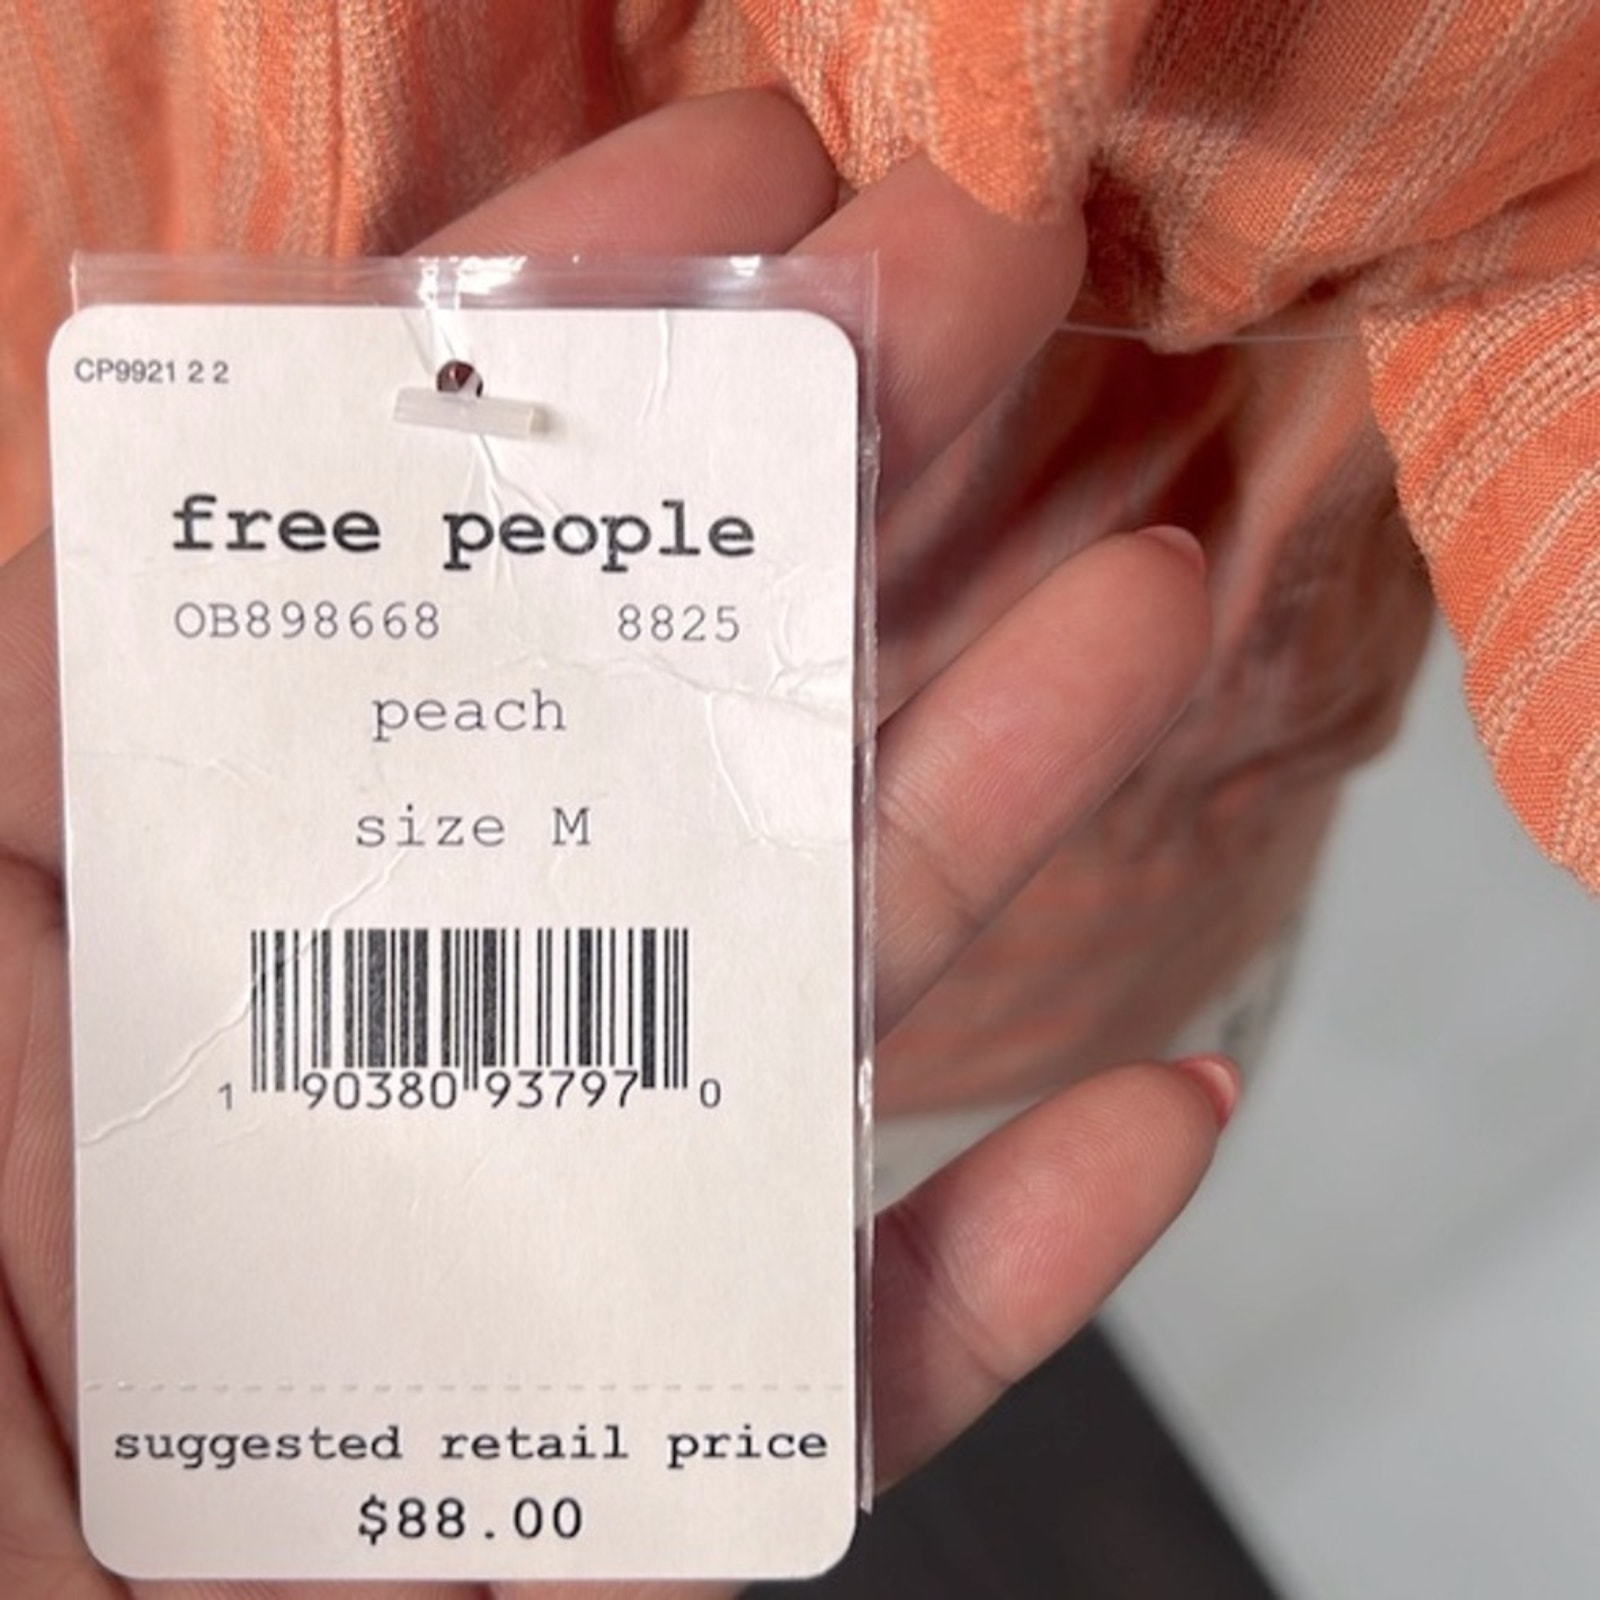 CP9921 2 2
free people
OB898668 8825
peach
size M
1 90380 93797 0
suggested retail price
$88.00